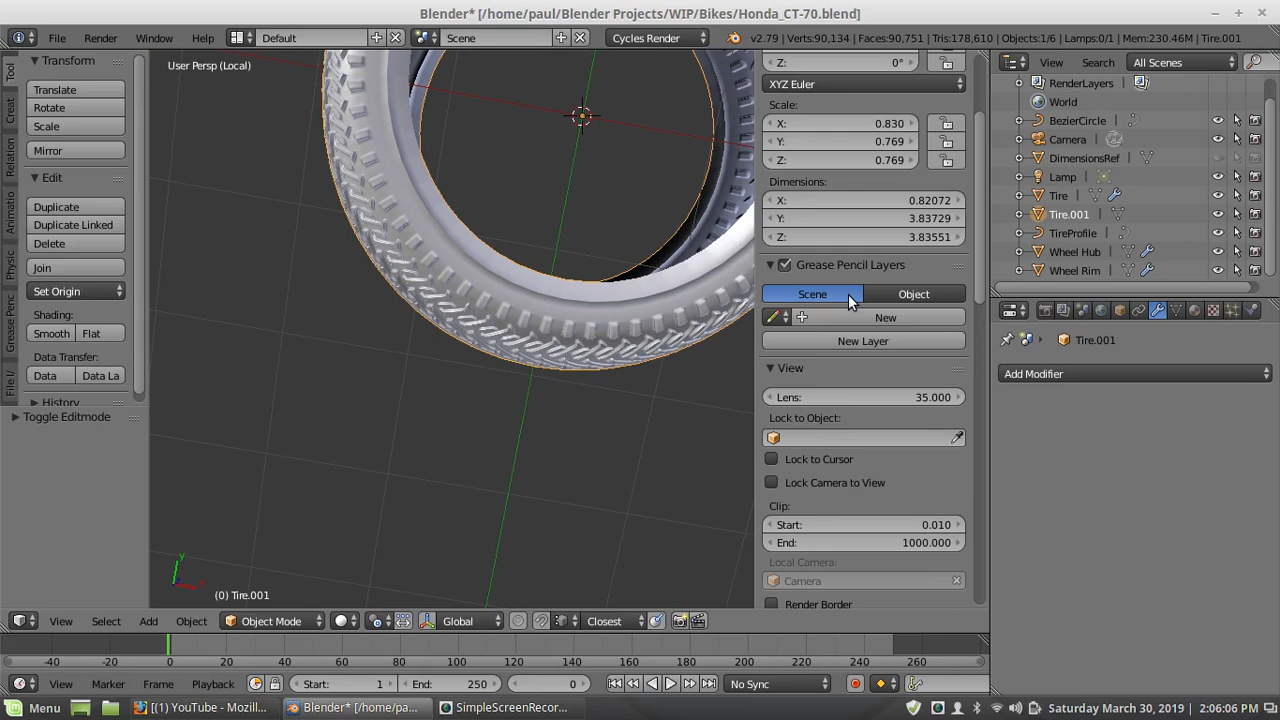 Blender* [/home/paul/Blender Projects/WIP/Bikes/Honda_CT-70.blend]
File Render Window Help Default Scene Cycles Render v2.79 | Verts:90,134 | Faces:90,751 | Tris:178,610 | Objects:1/6 | Lamps:0/1 | Mem:230.46M | Tire.001
Tool
Creat
Relation
Animatio
Physic
Grease Penc
File I/
Transform
Translate
Rotate
Scale
Mirror
Edit
Duplicate
Duplicate Linked
Delete
Join
Set Origin
Shading:
Smooth Flat
Data Transfer:
Data Data La
History
Toggle Editmode
User Persp (Local)
y
(0) Tire.001
Z: 0°
XYZ Euler
Scale:
X: 0.830
Y: 0.769
Z: 0.769
Dimensions:
X: 0.82072
Y: 3.83729
Z: 3.83551
Grease Pencil Layers
Scene Object
New
New Layer
View
Lens: 35.000
Lock to Object:
Lock to Cursor
Lock Camera to View
Clip:
Start: 0.010
End: 1000.000
Local Camera:
Camera
Render Border
View Search All Scenes
RenderLayers
World
BezierCircle
Camera
DimensionsRef
Lamp
Tire
Tire.001
TireProfile
Wheel Hub
Wheel Rim
Tire.001
Add Modifier
View Select Add Object Object Mode Global Closest
-40 -20 0 20 40 60 80 100 120 140 160 180 200 220 240 260
View Marker Frame Playback Start: 1 End: 250 0 No Sync
Menu [(1) YouTube - Mozill... Blender* [/home/pa... SimpleScreenRecor... Saturday March 30, 2019 | 2:06:06 PM